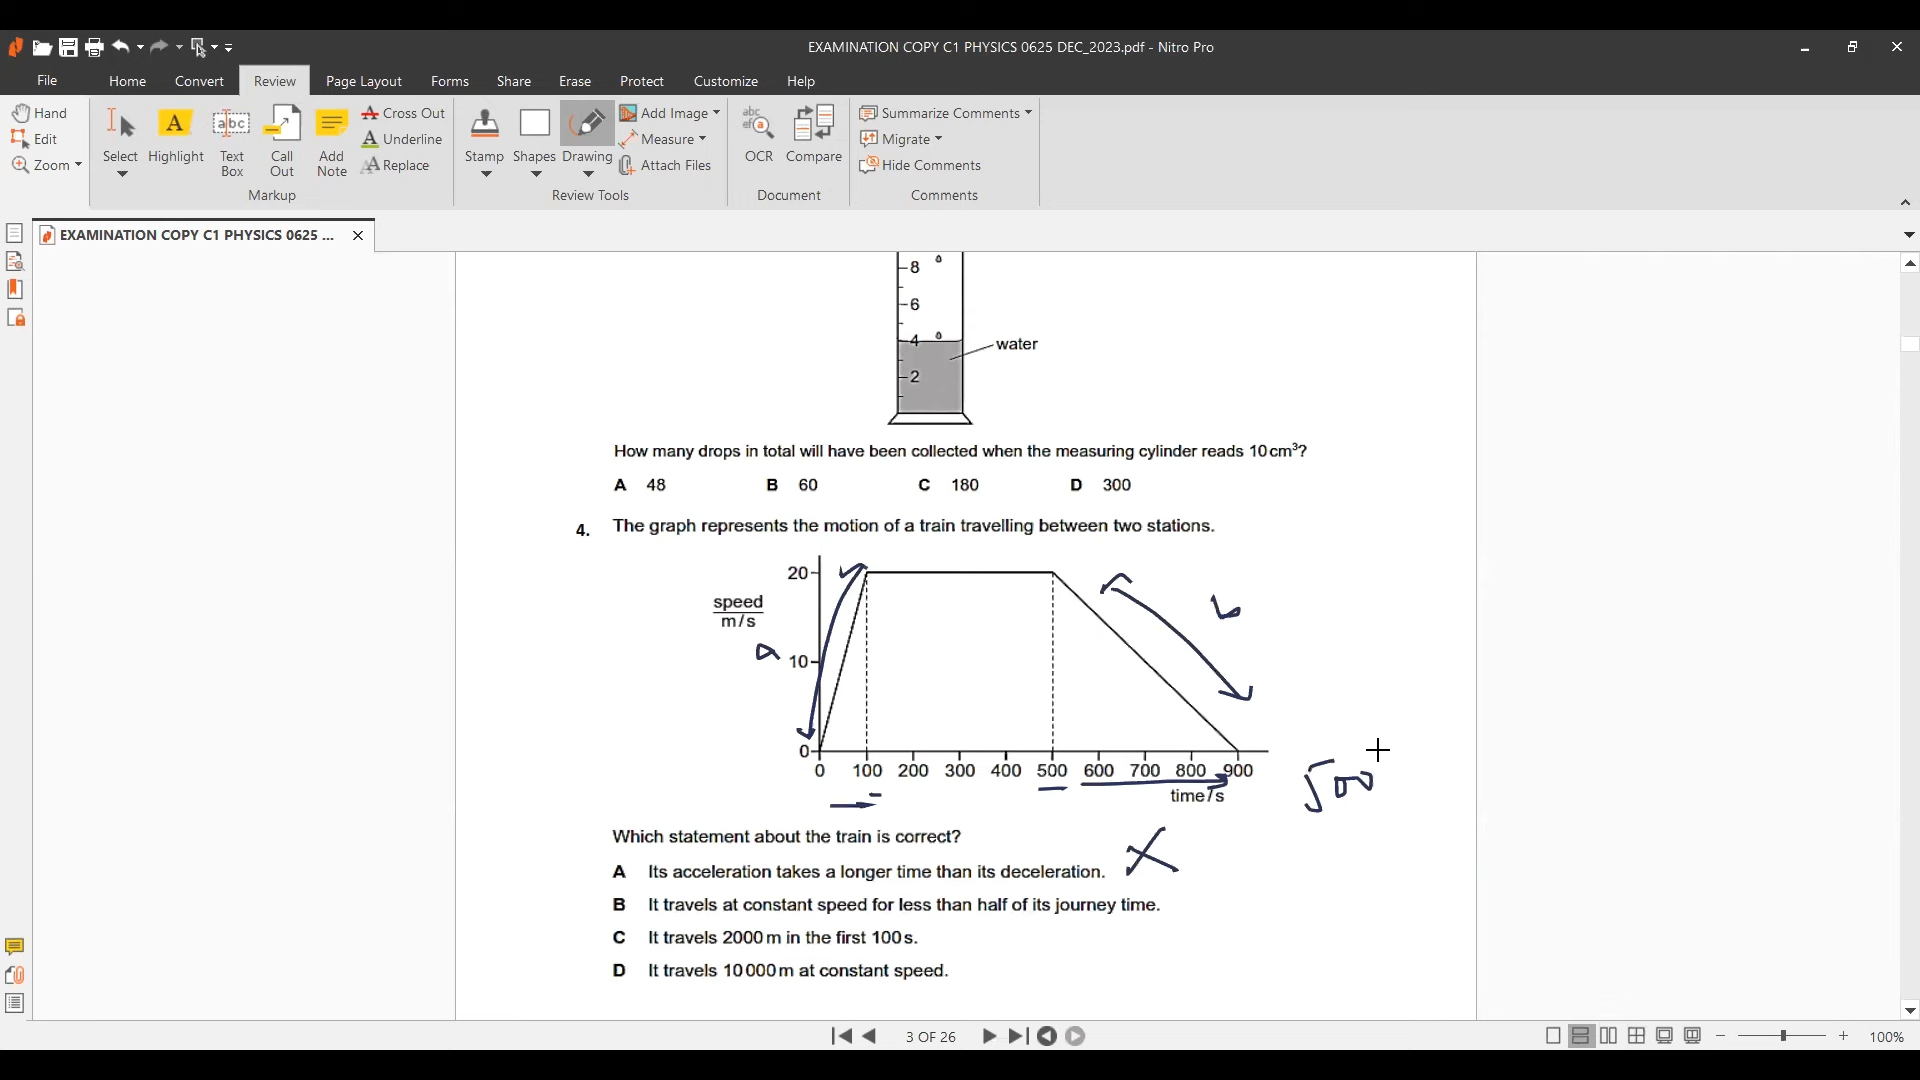 EXAMINATION COPY C1 PHYSICS 0625 DEC_2023.pdf - Nitro Pro
File Home Convert Review Page Layout Forms Share Erase Protect Customize Help
Hand
Edit
Zoom
Select
Highlight
Text Box
Call Out
Add Note
Cross Out
Underline
Replace
Markup
Stamp
Shapes
Drawing
Add Image
Measure
Attach Files
Review Tools
OCR
Compare
Document
Summarize Comments
Migrate
Hide Comments
Comments
EXAMINATION COPY C1 PHYSICS 0625 ...
8
6
4
water
2
How many drops in total will have been collected when the measuring cylinder reads 10 cm³?
A 48 B 60 C 180 D 300
4. The graph represents the motion of a train travelling between two stations.
20
speed
m/s
a
10
b
0
0 100 200 300 400 500 600 700 800 900
time/s
500
Which statement about the train is correct?
A Its acceleration takes a longer time than its deceleration.
B It travels at constant speed for less than half of its journey time.
C It travels 2000 m in the first 100 s.
D It travels 10 000 m at constant speed.
3 OF 26
100%